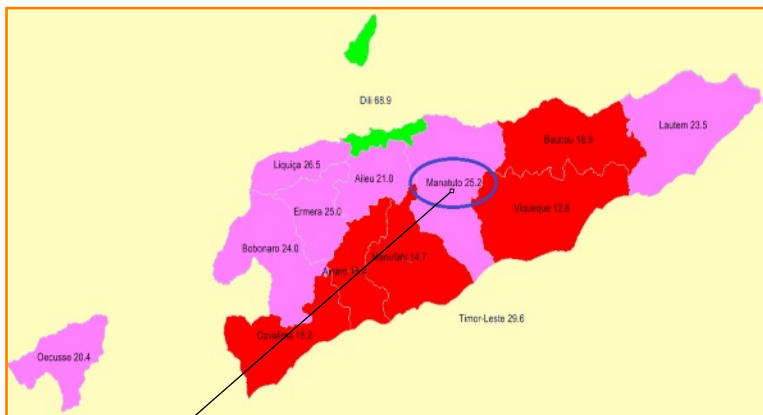 Dili 68.9
Lautem 23.5
Baucau 18.9
Liquiça 26.5
Aileu 21.0
Manatuto 25.2
Ermera 25.0
Viqueque 12.6
Bobonaro 24.0
Manufahi 14.7
Timor-Leste 29.6
Oecusse 20.4